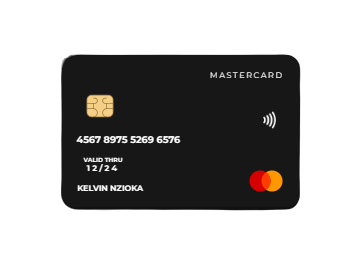 MASTERCARD
4567 8975 5269 6576
VALID THRU
12/24
KELVIN NZIOKA